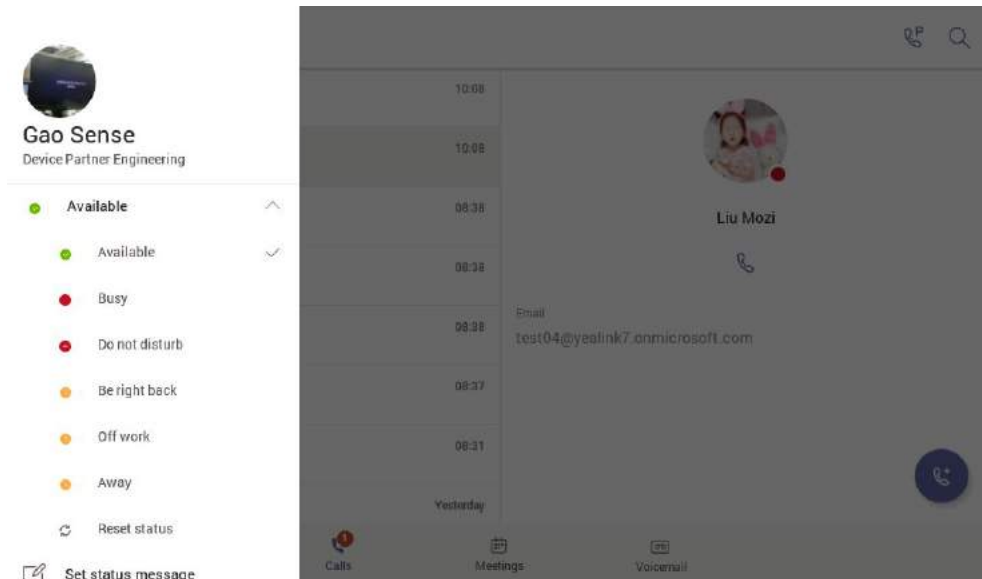 Gao Sense
Device Partner Engineering
Available
Available
Busy
Do not disturb
Be right back
Off work
Away
Reset status
Set status message
10:08
10:08
08:38
08:38
08:38
08:37
08:31
Yesterday
P
Liu Mozi
Email
test04@yealink7.onmicrosoft.com
1
Calls
Meetings
Voicemail